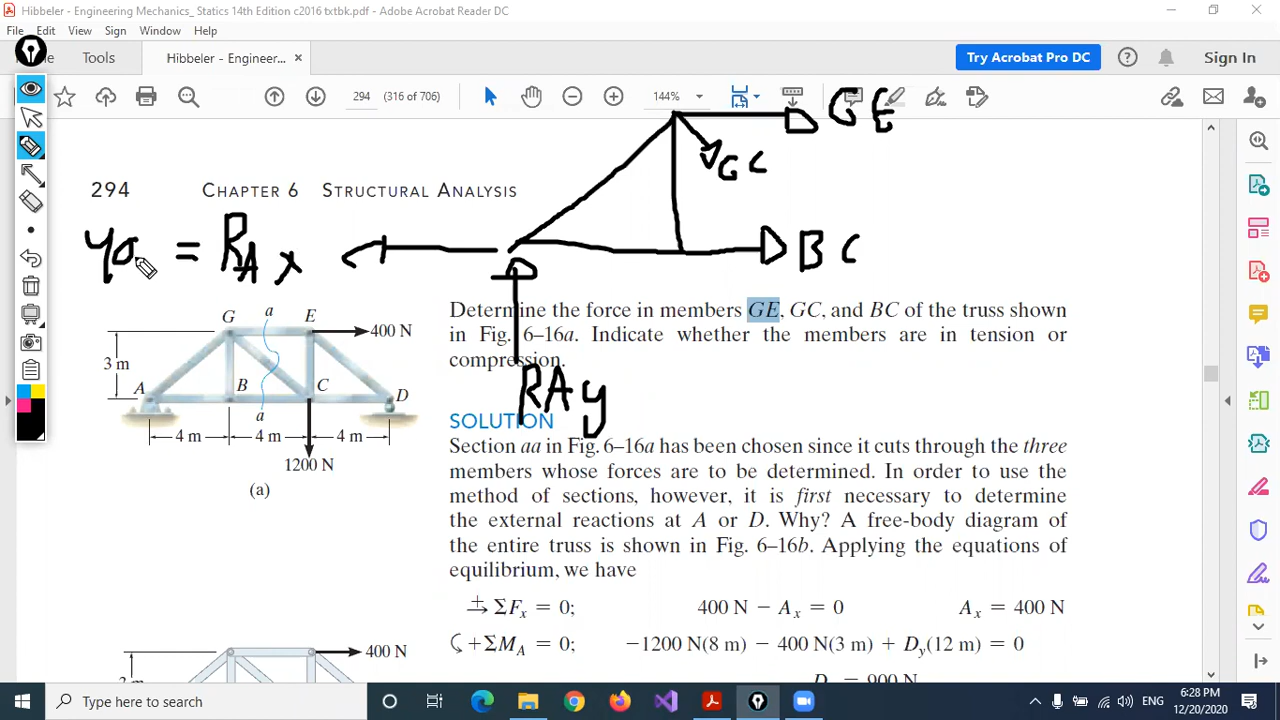 Hibbeler - Engineering Mechanics_ Statics 14th Edition c2016 txtbk.pdf - Adobe Acrobat Reader DC
File Edit View Sign Window Help
Tools Hibbeler - Engineer... × Try Acrobat Pro DC Sign In
294 (316 of 706) 144%
GE
GC
294 CHAPTER 6 STRUCTURAL ANALYSIS
= RAx
BC
Determine the force in members GE, GC, and BC of the truss shown
in Fig. 6–16a. Indicate whether the members are in tension or
compression.
RAy
G a E
400 N
3 m
A B C D
a
4 m 4 m 4 m
1200 N
(a)
SOLUTION
Section aa in Fig. 6–16a has been chosen since it cuts through the three
members whose forces are to be determined. In order to use the
method of sections, however, it is first necessary to determine
the external reactions at A or D. Why? A free-body diagram of
the entire truss is shown in Fig. 6–16b. Applying the equations of
equilibrium, we have
+→ ΣFx = 0; 400 N − Ax = 0 Ax = 400 N
↺+ΣMA = 0; −1200 N(8 m) − 400 N(3 m) + Dy(12 m) = 0
400 N
Type here to search
ENG 6:28 PM
12/20/2020